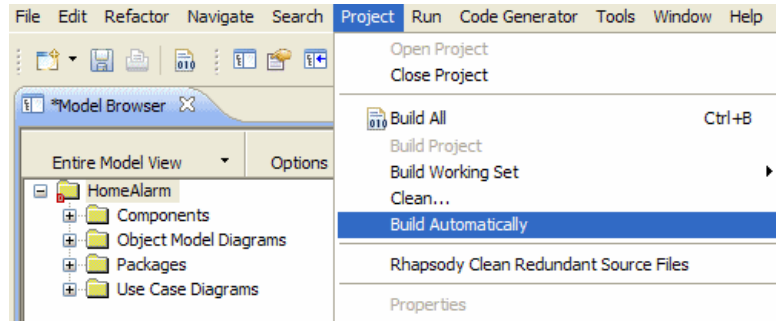 File Edit Refactor Navigate Search Project Run Code Generator Tools Window Help
Open Project
Close Project
010
*Model Browser
010 Build All Ctrl+B
Build Project
Entire Model View Options
Build Working Set
HomeAlarm
Clean...
Components
Build Automatically
Object Model Diagrams
Packages
Rhapsody Clean Redundant Source Files
Use Case Diagrams
Properties